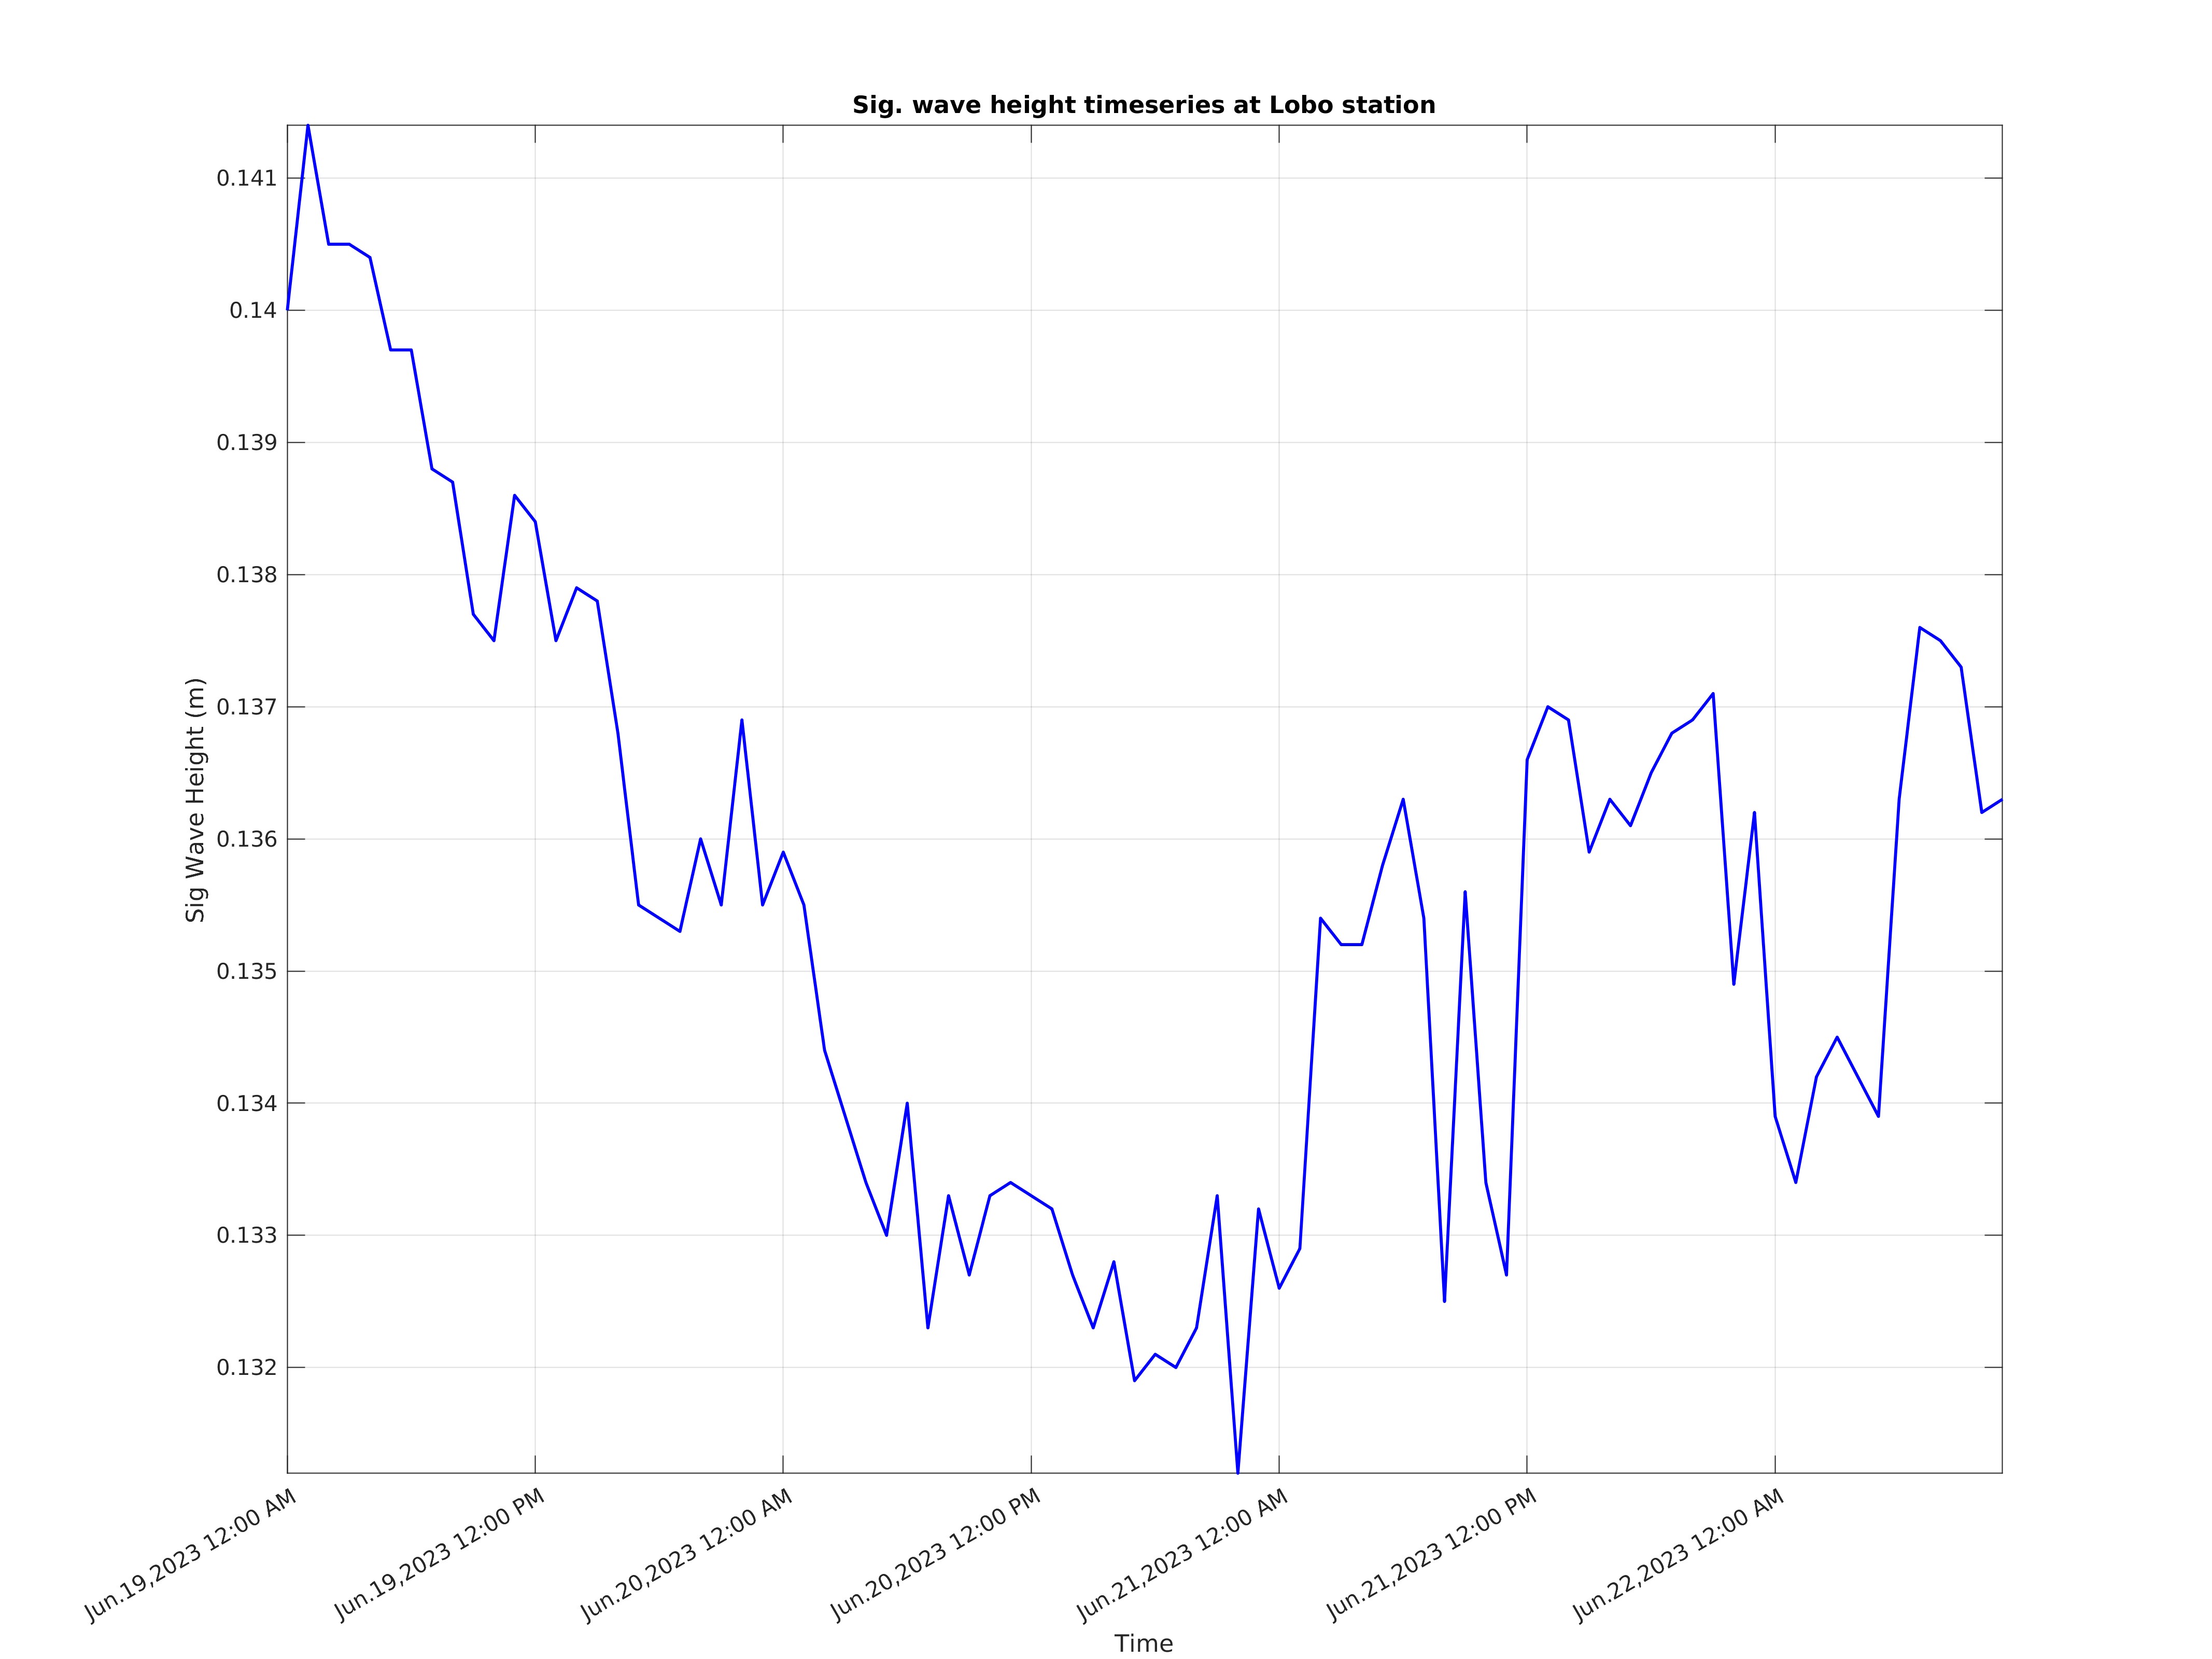 Sig. wave height timeseries at Lobo station
0.141
0.14
0.139
0.138
0.137
0.136
0.135
0.134
0.133
0.132
Sig Wave Height (m)
Jun.19,2023 12:00 AM
Jun.19,2023 12:00 PM
Jun.20,2023 12:00 AM
Jun.20,2023 12:00 PM
Jun.21,2023 12:00 AM
Jun.21,2023 12:00 PM
Jun.22,2023 12:00 AM
Time